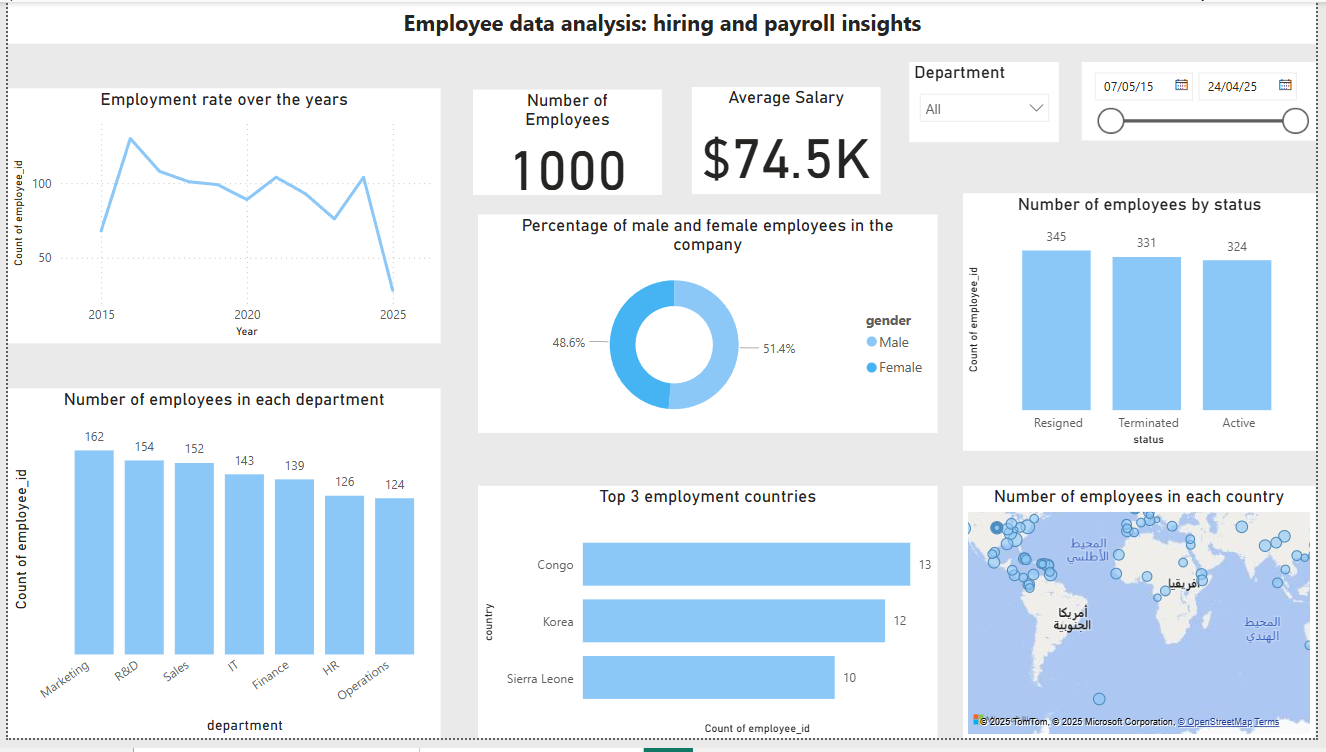 Employee data analysis: hiring and payroll insights
Employment rate over the years
Count of employee_id
100
50
2015
2020
2025
Year
Number of
Employees
1000
Average Salary
$74.5K
Department
All
07/05/15
24/04/25
Percentage of male and female employees in the
company
48.6%
51.4%
gender
Male
Female
Number of employees by status
Count of employee_id
345
331
324
Resigned
Terminated
Active
status
Number of employees in each department
Count of employee_id
162
154
152
143
139
126
124
Marketing
R&D
Sales
IT
Finance
HR
Operations
department
Top 3 employment countries
country
Congo
13
Korea
12
Sierra Leone
10
Count of employee_id
Number of employees in each country
المحيط
الأطلسي
أفريقيا
أمريكا
الجنوبية
المحيط
الهندي
© 2025 TomTom, © 2025 Microsoft Corporation, © OpenStreetMap Terms